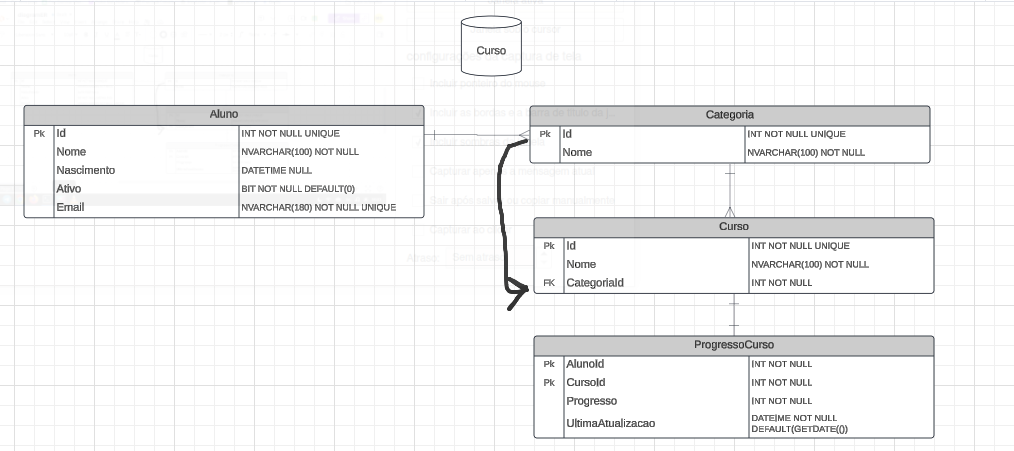 Curso
Aluno
Pk Id INT NOT NULL UNIQUE
Nome NVARCHAR(100) NOT NULL
Nascimento DATETIME NULL
Ativo BIT NOT NULL DEFAULT(0)
Email NVARCHAR(180) NOT NULL UNIQUE
Categoria
Pk Id INT NOT NULL UNIQUE
Nome NVARCHAR(100) NOT NULL
Curso
Pk Id INT NOT NULL UNIQUE
Nome NVARCHAR(100) NOT NULL
FK CategoriaId INT NOT NULL
ProgressoCurso
Pk AlunoId INT NOT NULL
Pk CursoId INT NOT NULL
Progresso INT NOT NULL
UltimaAtualizacao DATEIME NOT NULL
DEFAULT(GETDATE(())